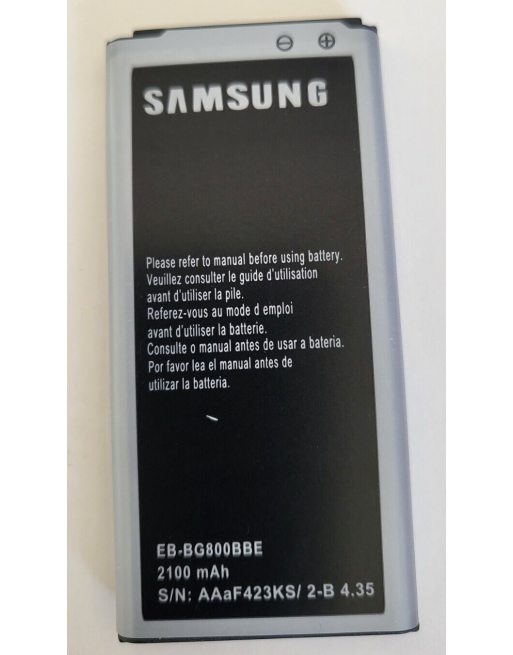 ⊖ ⊕
SAMSUNG
Please refer to manual before using battery.
Veuillez consulter le guide d'utilisation
avant d'utiliser la pile.
Referez-vous au mode d emploi
avant d'utiliser la batterie.
Consulte o manual antes de usar a bateria.
Por favor lea el manual antes de
utilizar la bateria.
EB-BG800BBE
2100 mAh
S/N: AAaF423KS/ 2-B 4.35